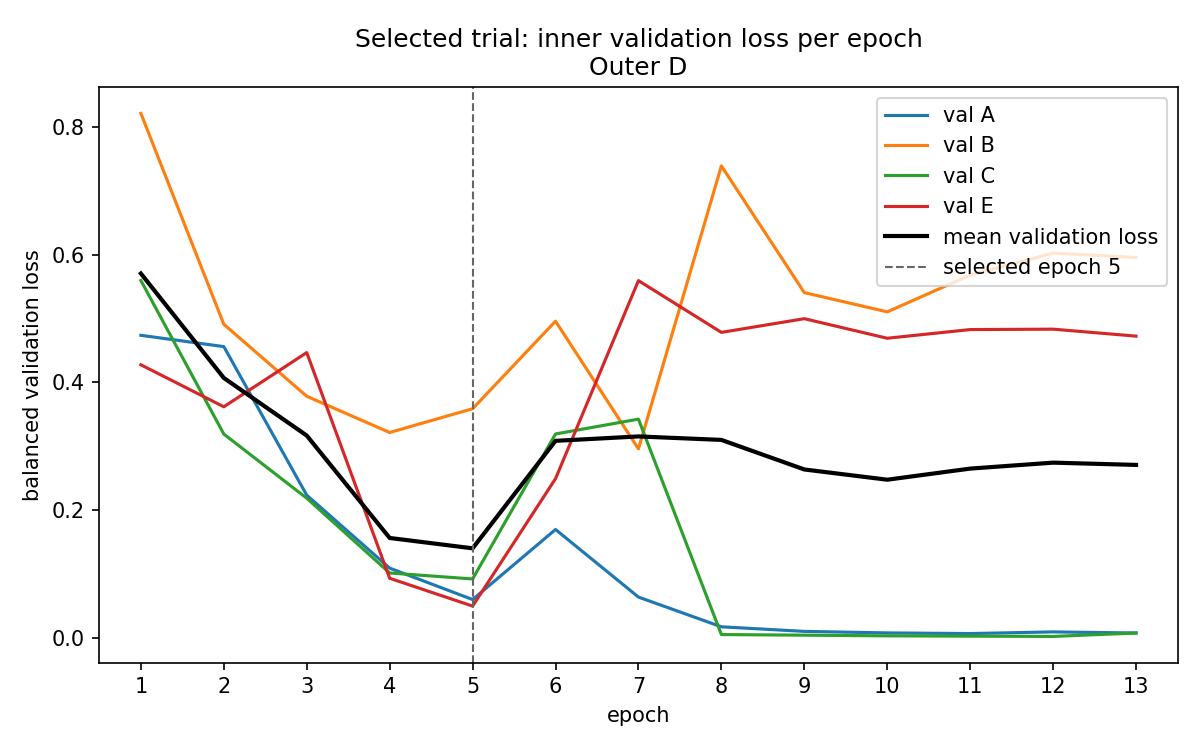 Selected trial: inner validation loss per epoch
Outer D
balanced validation loss
0.8
0.6
0.4
0.2
0.0
val A
val B
val C
val E
mean validation loss
selected epoch 5
1 2 3 4 5 6 7 8 9 10 11 12 13
epoch